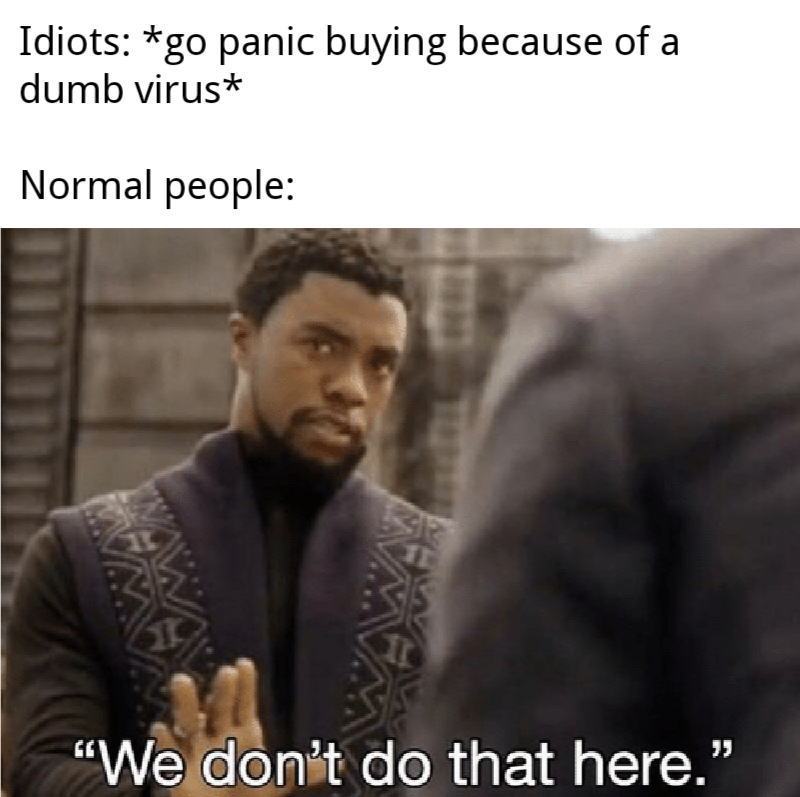 Idiots: *go panic buying because of a
dumb virus*
Normal people:
“We don't do that here.”